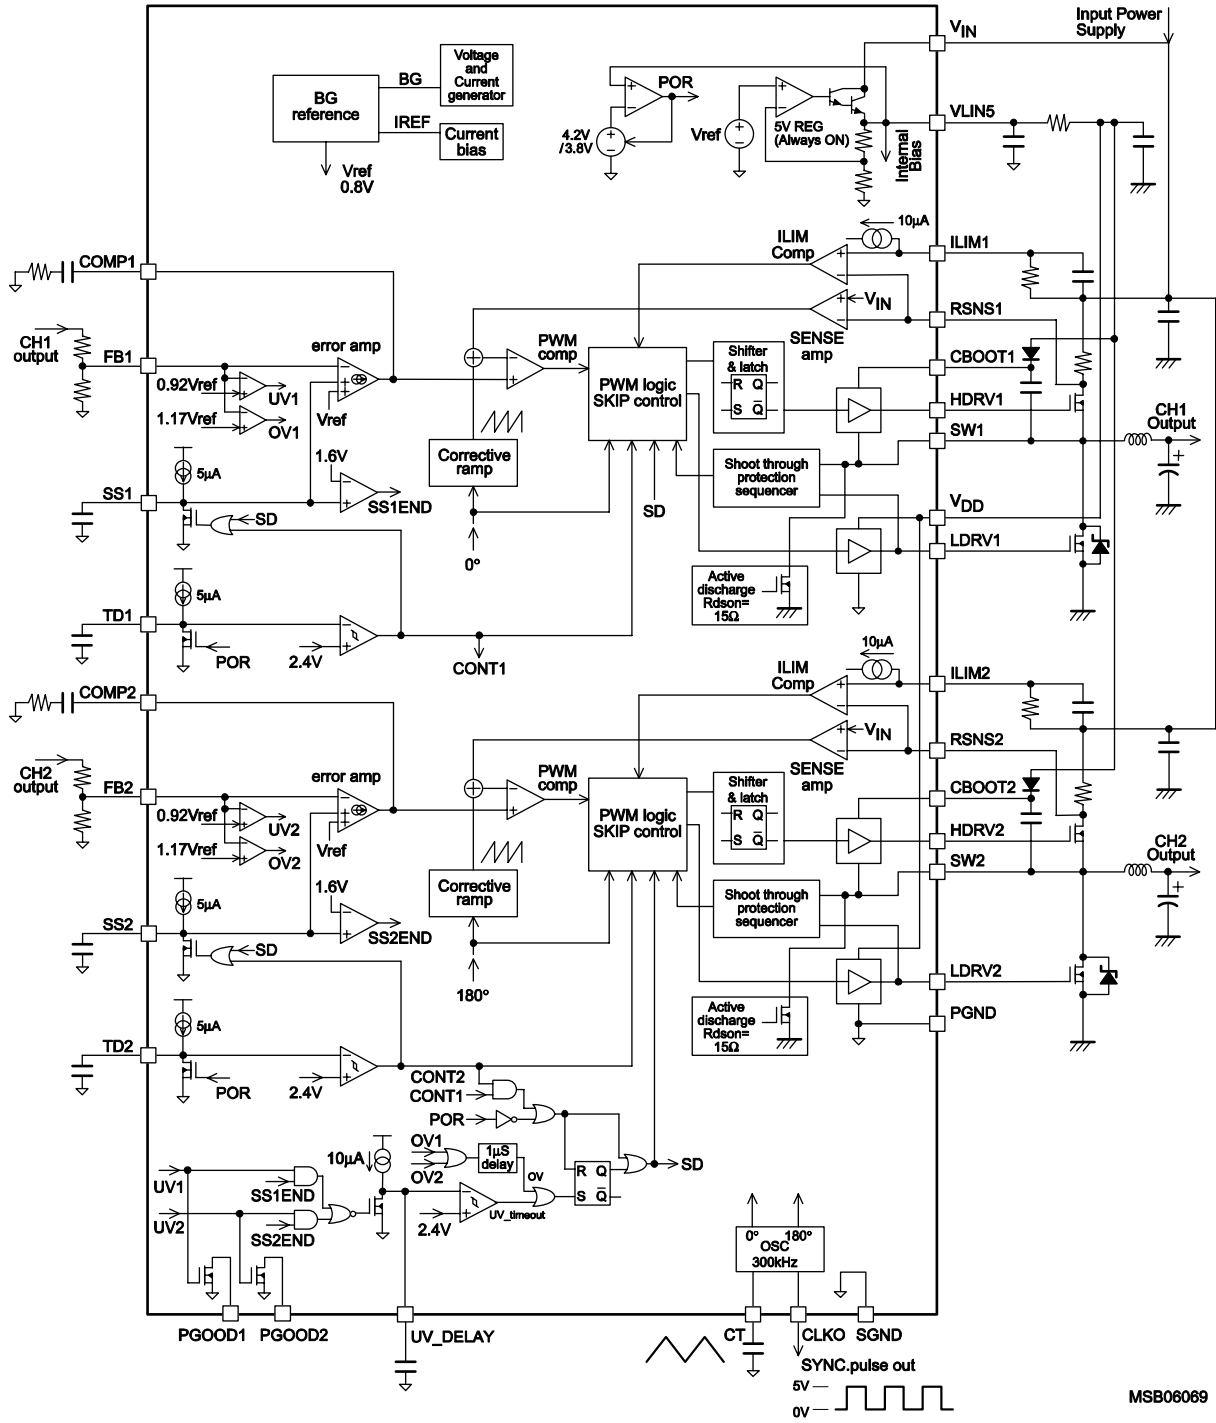 Input Power
Supply
VIN
BG
reference
BG
Voltage
and
Current
generator
IREF
Current
bias
Vref
0.8V
POR
4.2V
/3.8V
Vref
5V REG
(Always ON)
Internal
Bias
VLIN5
10µA
ILIM
Comp
ILIM1
COMP1
VIN
RSNS1
SENSE
amp
CH1
output
FB1
error amp
PWM
comp
PWM logic
SKIP control
Shifter
& latch
R Q
S Q
CBOOT1
0.92Vref
UV1
Vref
HDRV1
CH1
Output
1.17Vref
OV1
SW1
Corrective
ramp
1.6V
5µA
Shoot through
protection
sequencer
SS1
SS1END
SD
SD
VDD
LDRV1
0°
5µA
Active
discharge
Rdson=
15Ω
TD1
POR
2.4V
CONT1
10µA
ILIM
Comp
ILIM2
COMP2
VIN
RSNS2
SENSE
amp
CH2
output
FB2
error amp
PWM
comp
PWM logic
SKIP control
Shifter
& latch
R Q
S Q
CBOOT2
0.92Vref
UV2
Vref
HDRV2
CH2
Output
1.17Vref
OV2
SW2
Corrective
ramp
1.6V
5µA
Shoot through
protection
sequencer
SS2
SS2END
SD
LDRV2
180°
5µA
Active
discharge
Rdson=
15Ω
PGND
TD2
POR
2.4V
CONT2
CONT1
POR
OV1
OV2
1µS
delay
OV
R Q
S Q
SD
10µA
UV1
SS1END
UV2
SS2END
2.4V
UV_timeout
0° 180°
OSC
300kHz
PGOOD1
PGOOD2
UV_DELAY
CT
CLKO
SGND
SYNC.pulse out
5V
0V
MSB06069